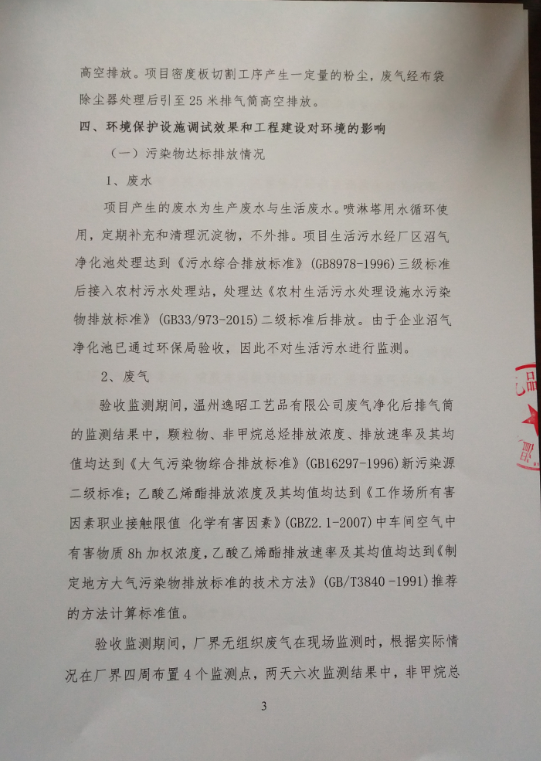 高空排放。项目密度板切割工序产生一定量的粉尘，废气经布袋
除尘器处理后引至 25 米排气筒高空排放。
四、环境保护设施调试效果和工程建设对环境的影响
（一）污染物达标排放情况
1、废水
项目产生的废水为生产废水与生活废水。喷淋塔用水循环使
用，定期补充和清理沉淀物，不外排。项目生活污水经厂区沼气
净化池处理达到《污水综合排放标准》(GB8978-1996)三级标准
后接入农村污水处理站，处理达《农村生活污水处理设施水污染
物排放标准》(GB33/973-2015)二级标准后排放。由于企业沼气
净化池已通过环保局验收，因此不对生活污水进行监测。
2、废气
验收监测期间，温州逸昭工艺品有限公司废气净化后排气筒
的监测结果中，颗粒物、非甲烷总烃排放浓度、排放速率及其均
值均达到《大气污染物综合排放标准》(GB16297-1996)新污染源
二级标准；乙酸乙烯酯排放浓度及其均值均达到《工作场所有害
因素职业接触限值 化学有害因素》(GBZ2.1-2007)中车间空气中
有害物质 8h 加权浓度，乙酸乙烯酯排放速率及其均值均达到《制
定地方大气污染物排放标准的技术方法》(GB/T3840-1991)推荐
的方法计算标准值。
验收监测期间，厂界无组织废气在现场监测时，根据实际情
况在厂界四周布置 4 个监测点，两天六次监测结果中，非甲烷总
3